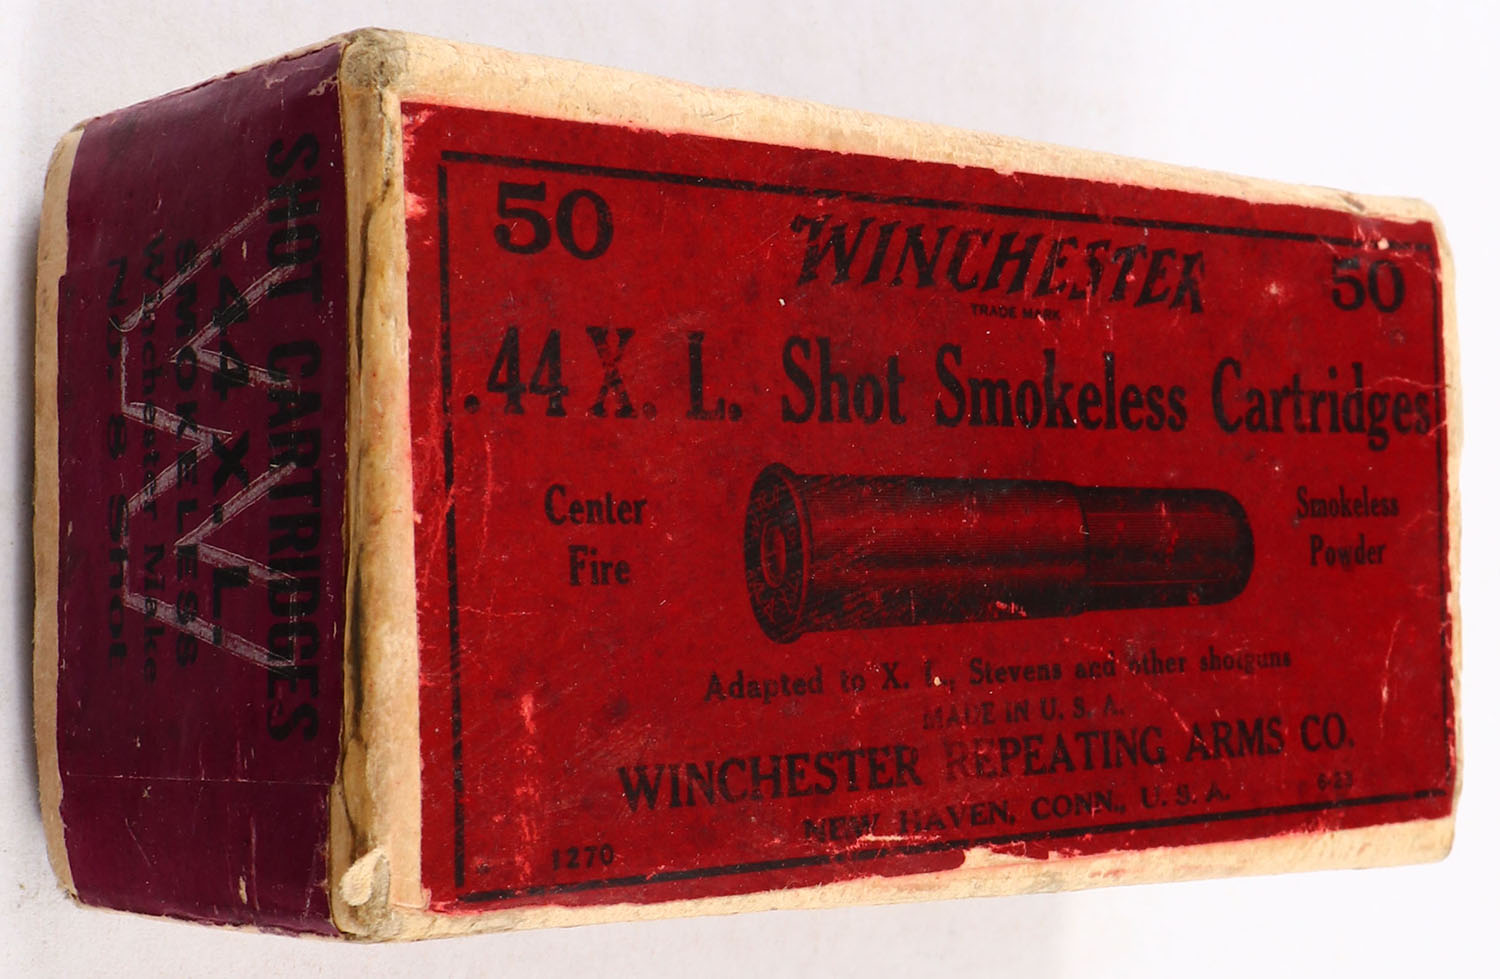 50
WINCHESTER
50
TRADE MARK
.44 X. L. Shot Smokeless Cartridges
Center
Fire
Smokeless
Powder
Adapted to X. L., Stevens and other shotguns
MADE IN U. S. A.
WINCHESTER REPEATING ARMS CO.
NEW HAVEN, CONN., U. S. A.
1270
6-23
SHOT CARTRIDGES
.44 X-L
SMOKELESS
Winchester Make
No. 8 Shot